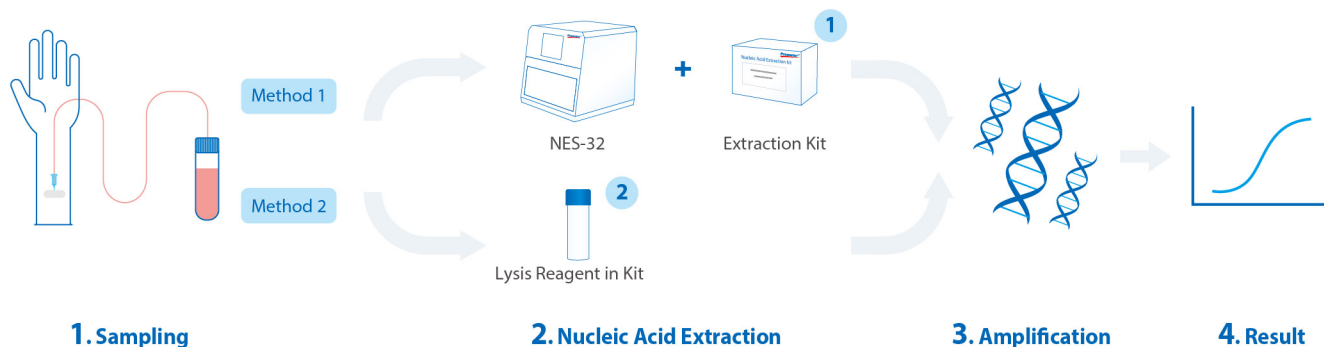 Method 1
Method 2
NES-32
+
1
Nucleic Acid Extraction Kit
Extraction Kit
2
Lysis Reagent in Kit
1. Sampling
2. Nucleic Acid Extraction
3. Amplification
4. Result